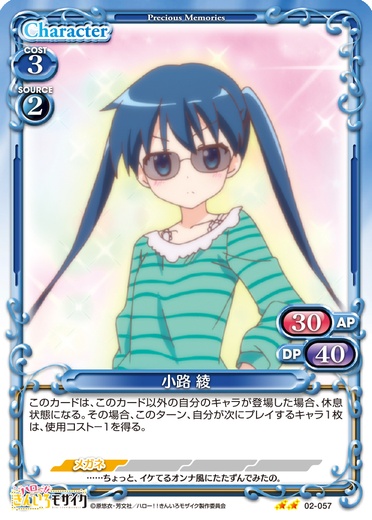 Precious Memories
Character
COST
3
SOURCE
2
30 AP
DP 40
小路 綾
このカードは、このカード以外の自分のキャラが登場した場合、休息
状態になる。その場合、このターン、自分が次にプレイするキャラ1枚
は、使用コスト－1を得る。
メガネ
……ちょっと、イケてるオンナ風にたたずんでみたの。
ハロー!!
きんいろモザイク
©原悠衣・芳文社／ハロー!!きんいろモザイク製作委員会
02-057